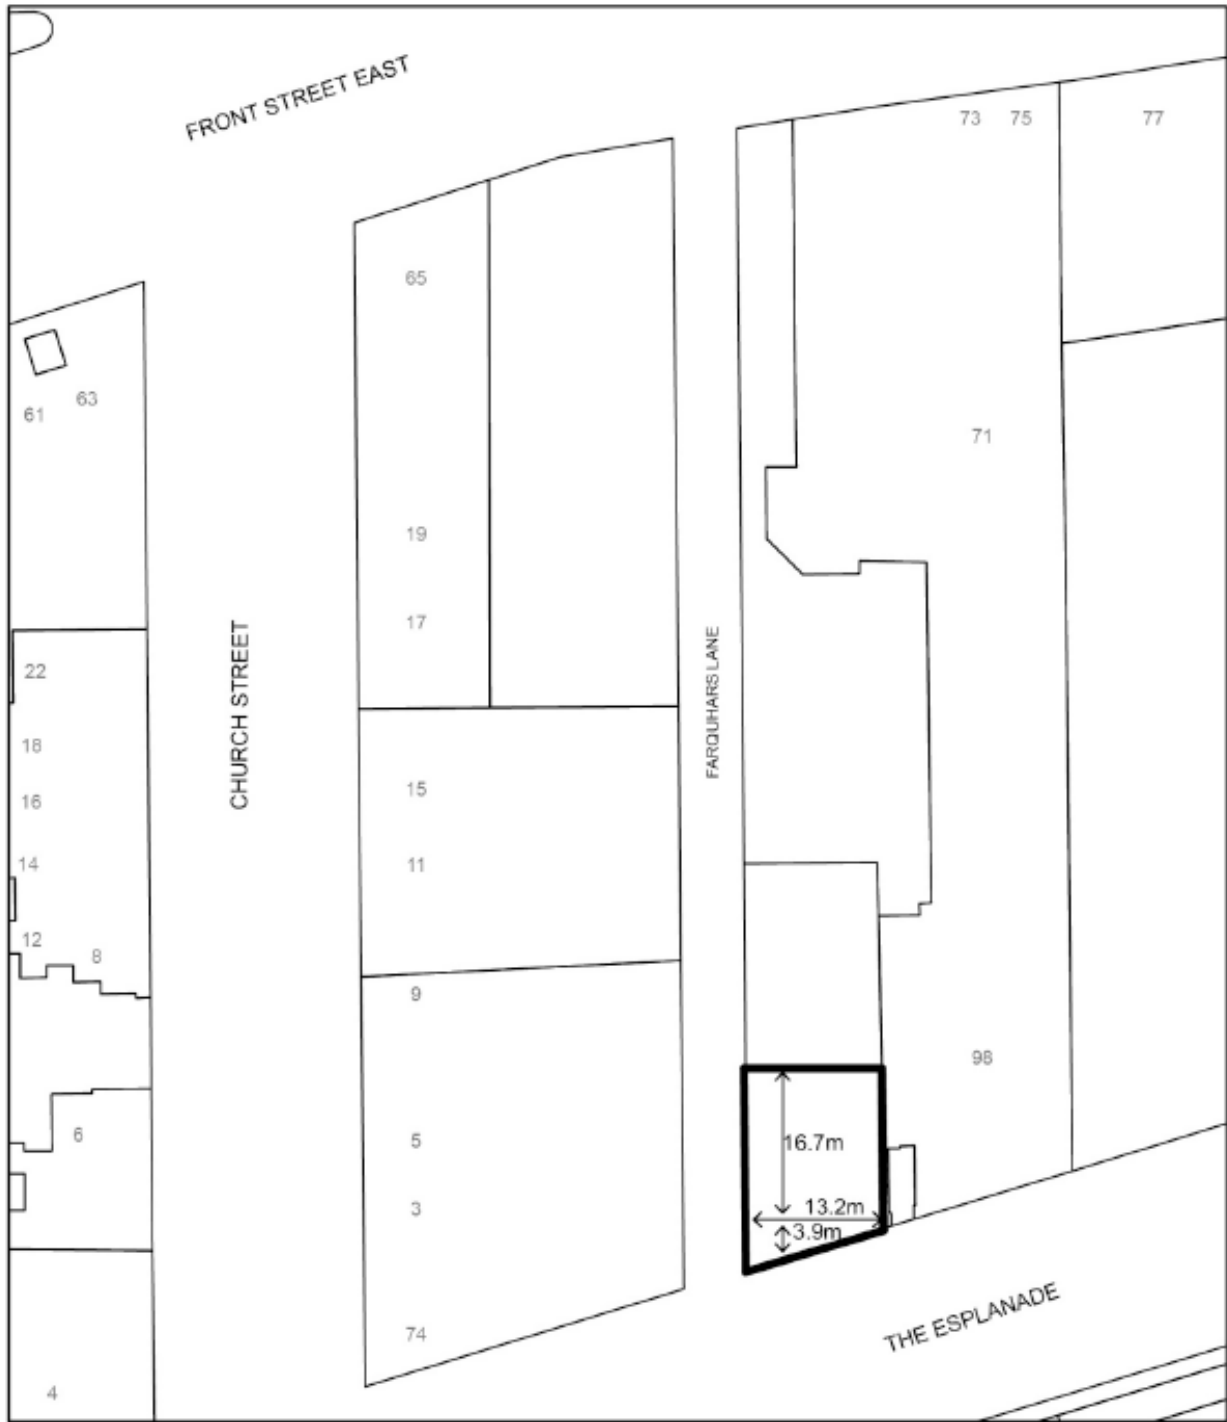 FRONT STREET EAST
73 75 77
65
61 63
71
19
17
22
18
16
14
12
8
CHURCH STREET
FARQUHARS LANE
15
11
9
98
6
5
3
16.7m
13.2m
3.9m
74
THE ESPLANADE
4